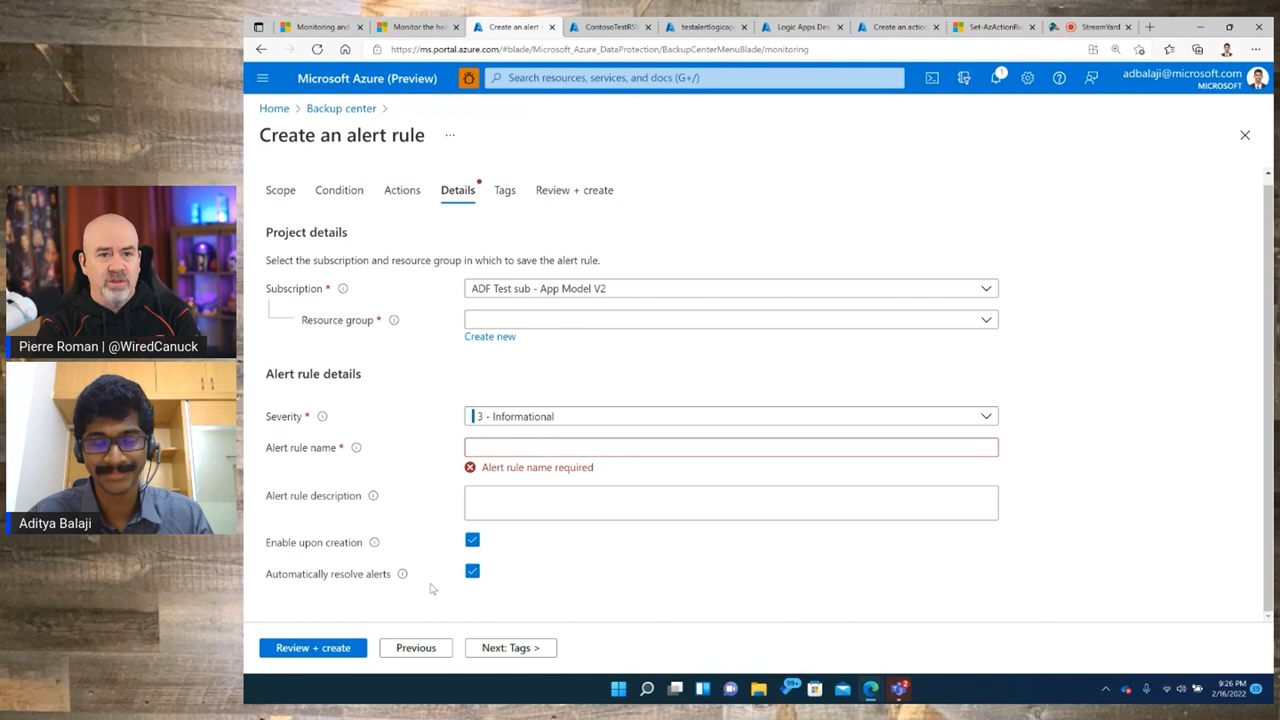 Monitoring and
Monitor the he
Create an alert
ContosoTestRS
testalertlogicap
Logic Apps Des
Create an action
Set-AzActionRu
StreamYard
https://ms.portal.azure.com/#blade/Microsoft_Azure_DataProtection/BackupCenterMenuBlade/monitoring
Microsoft Azure (Preview)
Search resources, services, and docs (G+/)
1
adbalaji@microsoft.com
MICROSOFT
Home > Backup center >
Create an alert rule ...
Scope
Condition
Actions
Details
Tags
Review + create
Project details
Select the subscription and resource group in which to save the alert rule.
Subscription *
ADF Test sub - App Model V2
Resource group *
Create new
Alert rule details
Severity *
3 - Informational
Alert rule name *
Alert rule name required
Alert rule description
Enable upon creation
Automatically resolve alerts
Review + create
Previous
Next: Tags >
Pierre Roman | @WiredCanuck
Aditya Balaji
99+
2
9:26 PM
2/16/2022